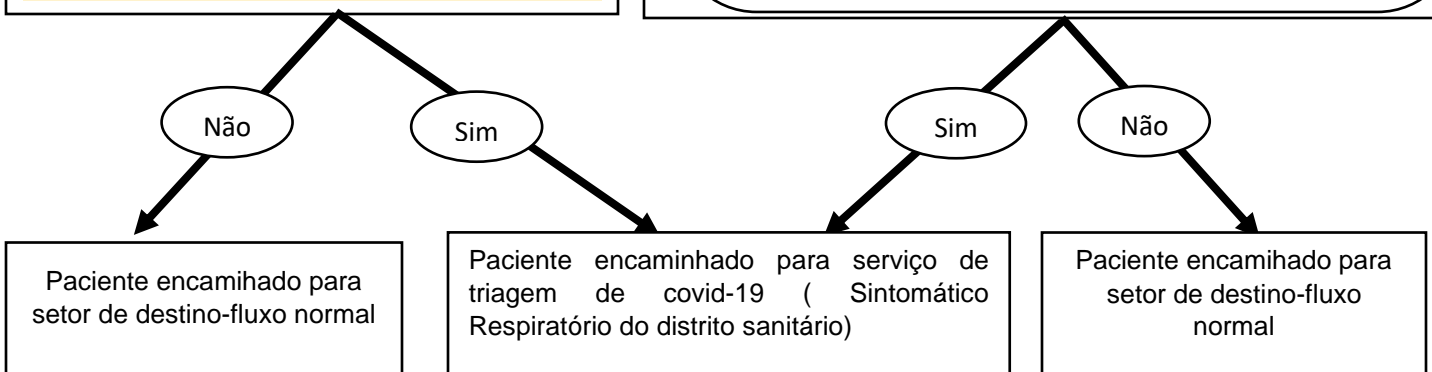 Não
Sim
Sim
Não
Paciente encamihado para
setor de destino-fluxo normal
Paciente encaminhado para serviço de
triagem de covid-19 ( Sintomático
Respiratório do distrito sanitário)
Paciente encamihado para
setor de destino-fluxo
normal